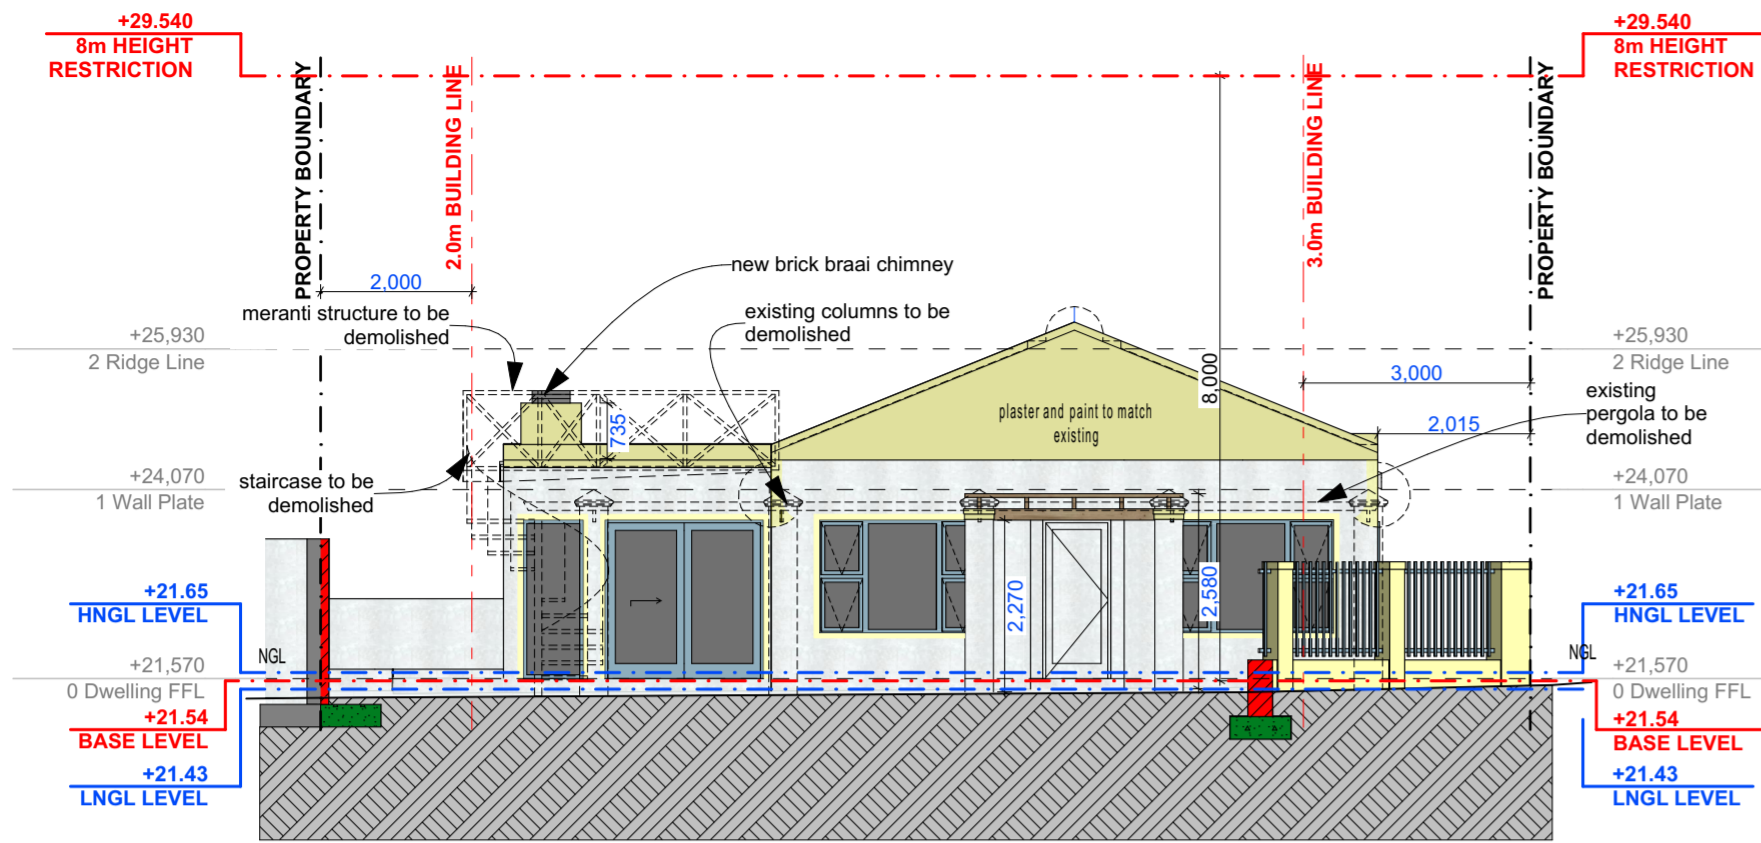 +29.540
8m HEIGHT
RESTRICTION
PROPERTY BOUNDARY
2.0m BUILDING LINE
3.0m BUILDING LINE
PROPERTY BOUNDARY
+29.540
8m HEIGHT
RESTRICTION
2,000
new brick braai chimney
meranti structure to be
demolished
existing columns to be
demolished
+25,930
2 Ridge Line
+25,930
2 Ridge Line
8,000
3,000
existing
pergola to be
demolished
735
plaster and paint to match
existing
2,015
staircase to be
demolished
+24,070
1 Wall Plate
+24,070
1 Wall Plate
2,270
2,580
+21.65
HNGL LEVEL
+21.65
HNGL LEVEL
NGL
NGL
+21,570
0 Dwelling FFL
+21,570
0 Dwelling FFL
+21.54
BASE LEVEL
+21.54
BASE LEVEL
+21.43
LNGL LEVEL
+21.43
LNGL LEVEL